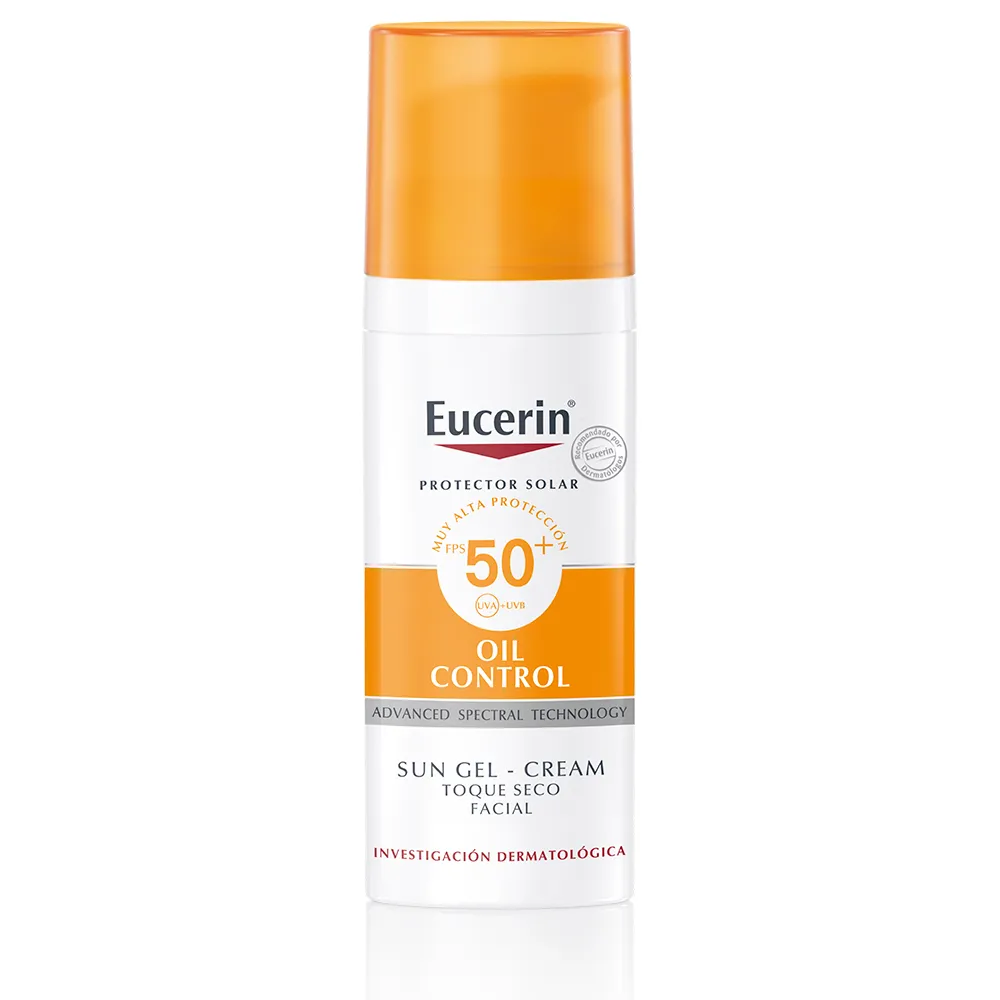 Eucerin®
Recomendado por
Eucerin
Dermatólogos
PROTECTOR SOLAR
MUY ALTA PROTECCIÓN
FPS 50+
UVA+UVB
OIL
CONTROL
ADVANCED SPECTRAL TECHNOLOGY
SUN GEL - CREAM
TOQUE SECO
FACIAL
INVESTIGACIÓN DERMATOLÓGICA